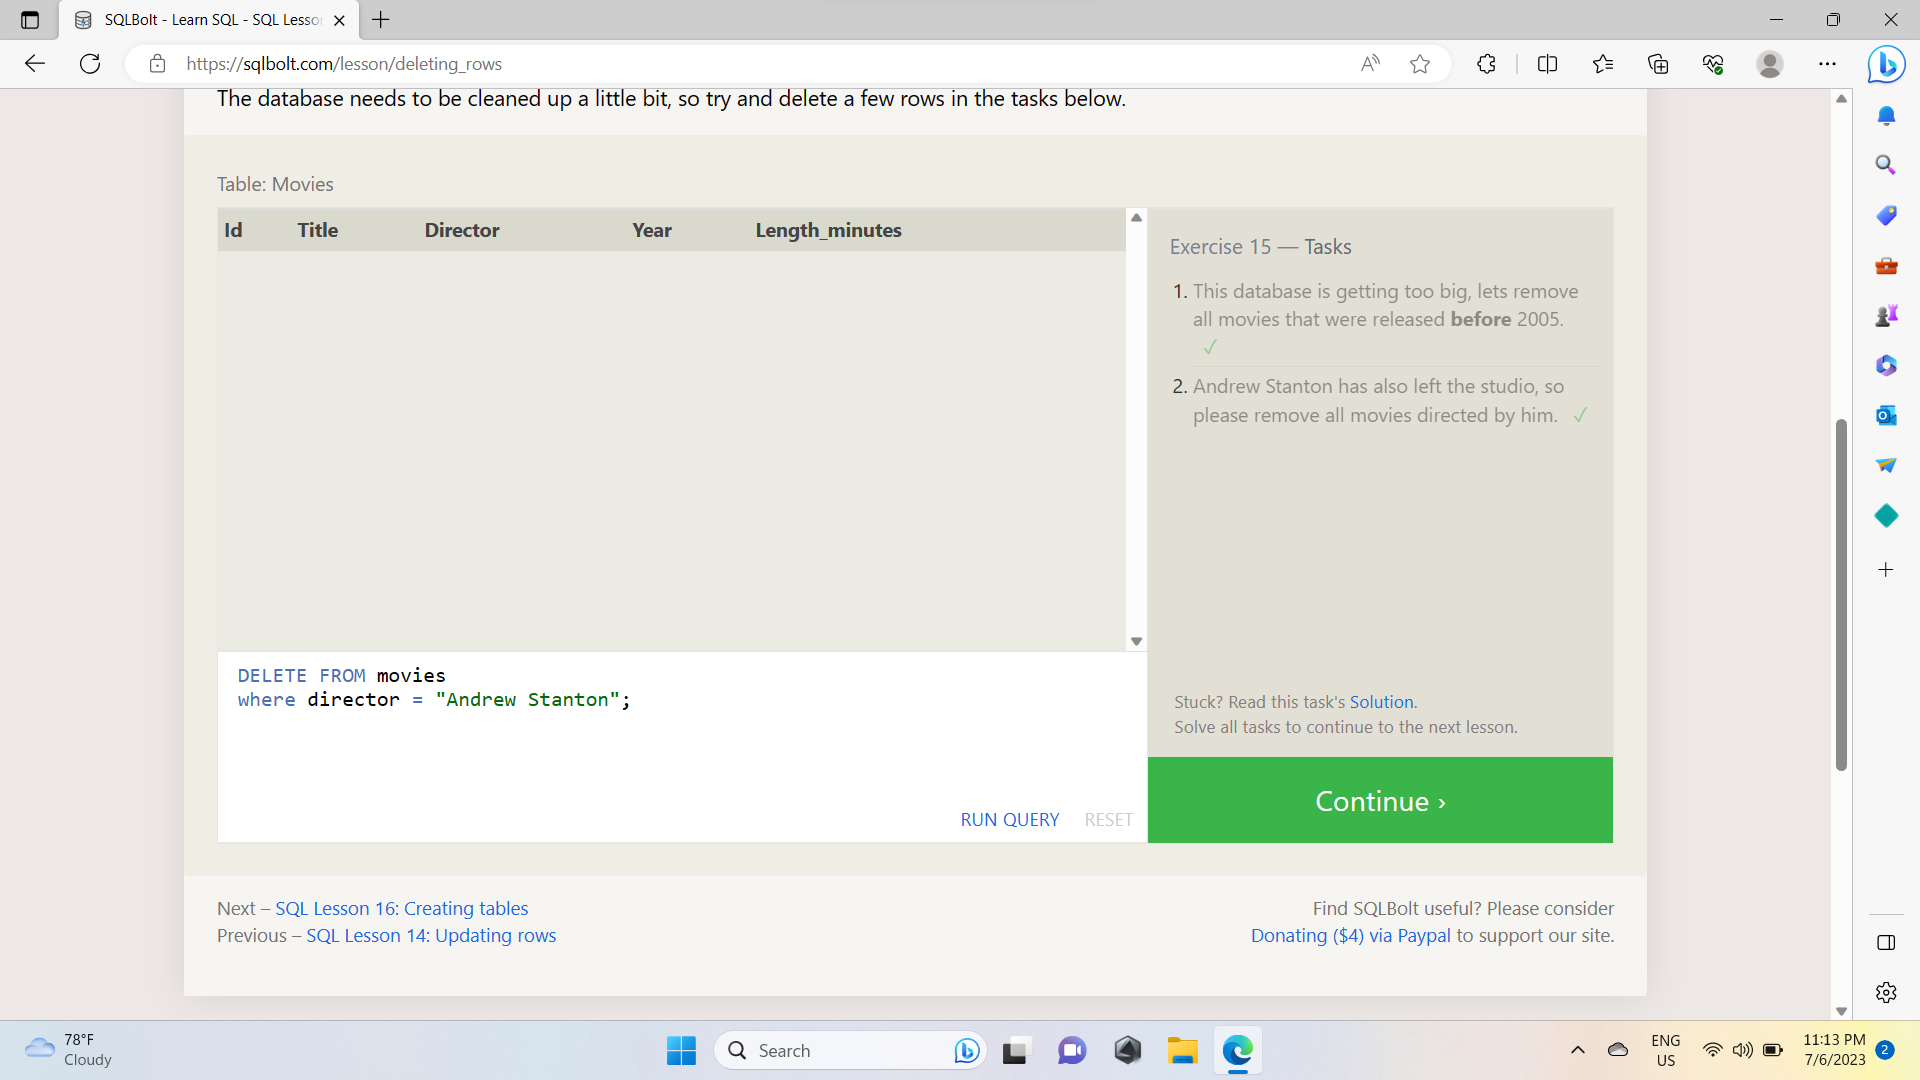 SQLBolt - Learn SQL - SQL Lesso
https://sqlbolt.com/lesson/deleting_rows
The database needs to be cleaned up a little bit, so try and delete a few rows in the tasks below.
Table: Movies
Id Title Director Year Length_minutes
Exercise 15 — Tasks
1. This database is getting too big, lets remove
all movies that were released before 2005.
✓
2. Andrew Stanton has also left the studio, so
please remove all movies directed by him. ✓
DELETE FROM movies
where director = "Andrew Stanton";
Stuck? Read this task's Solution.
Solve all tasks to continue to the next lesson.
RUN QUERY RESET
Continue ›
Next – SQL Lesson 16: Creating tables
Previous – SQL Lesson 14: Updating rows
Find SQLBolt useful? Please consider
Donating ($4) via Paypal to support our site.
78°F
Cloudy
Search
ENG
US
11:13 PM
7/6/2023
2